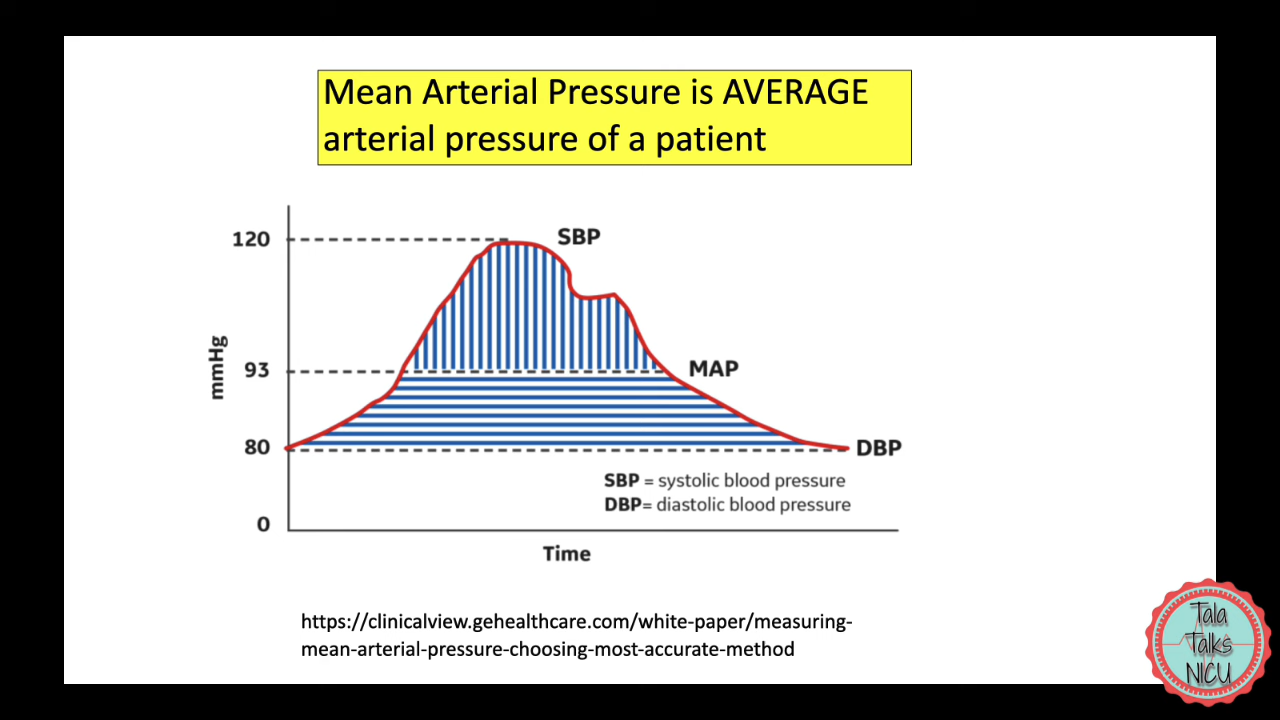 Mean Arterial Pressure is AVERAGE
arterial pressure of a patient
120
SBP
93
MAP
mmHg
80
DBP
SBP = systolic blood pressure
DBP= diastolic blood pressure
0
Time
https://clinicalview.gehealthcare.com/white-paper/measuring-
mean-arterial-pressure-choosing-most-accurate-method
Tala
Talks
NICU